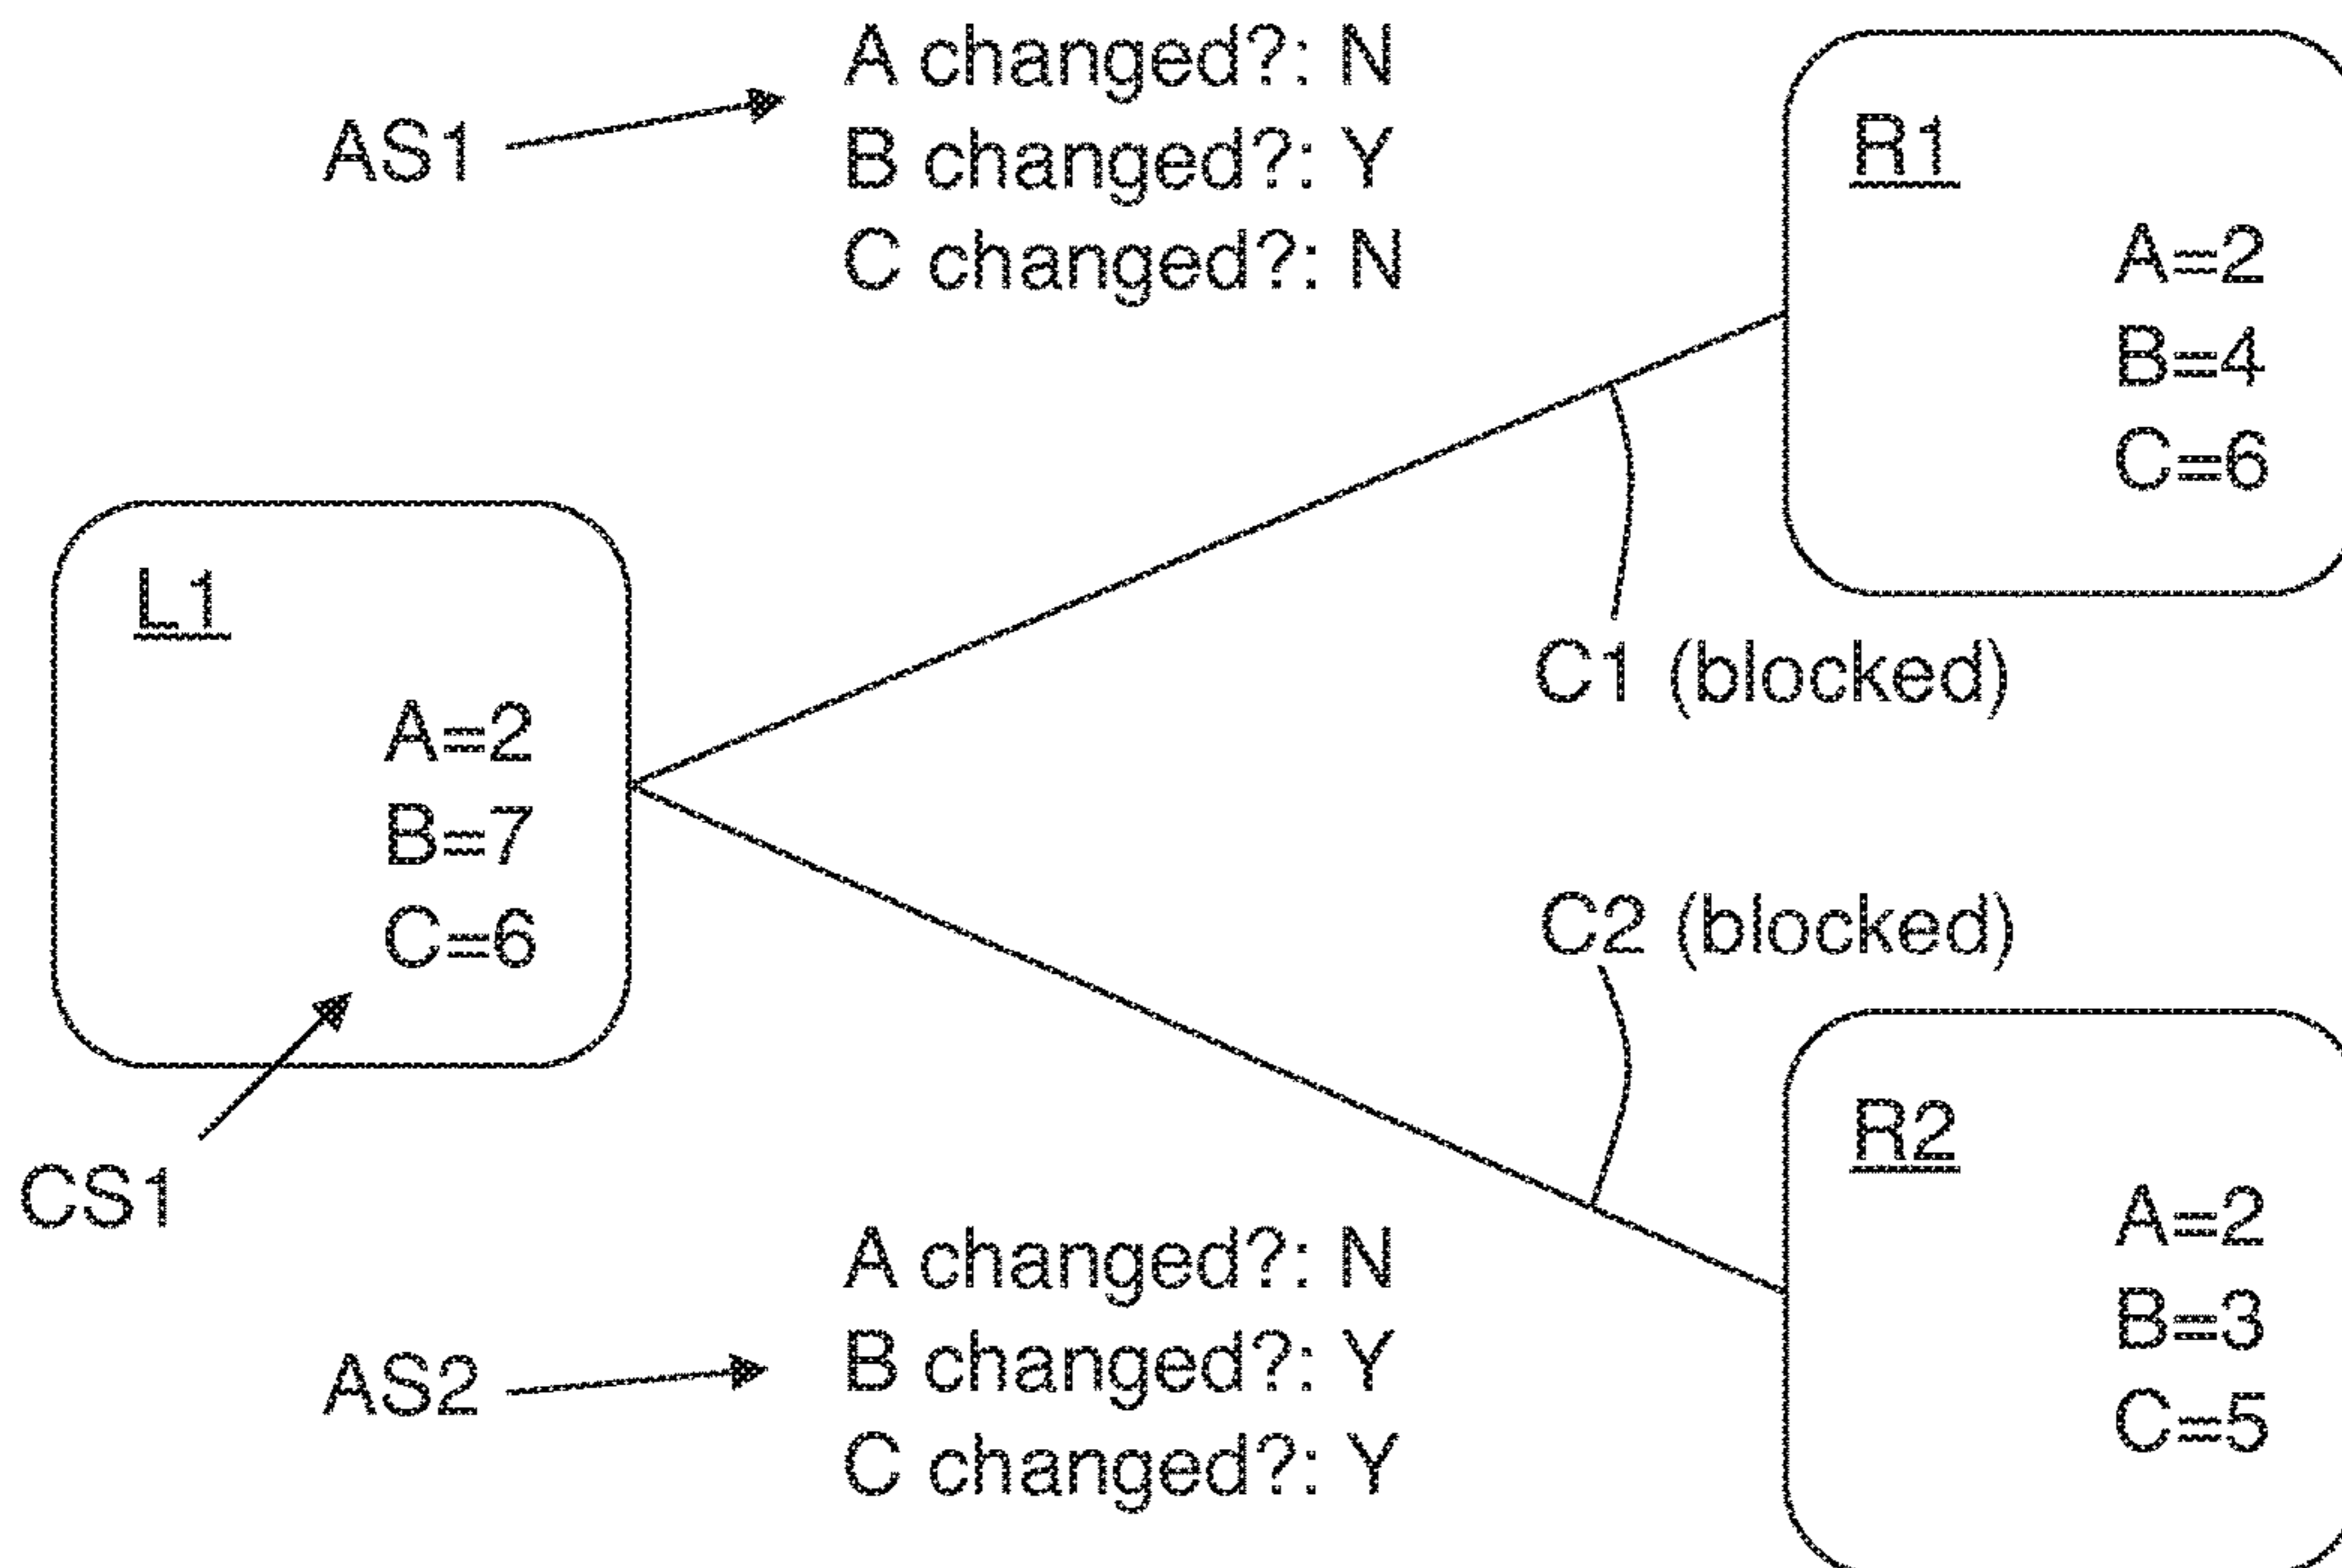 AS1
A changed?: N
B changed?: Y
C changed?: N
R1
A=2
B=4
C=6
C1 (blocked)
L1
A=2
B=7
C=6
CS1
C2 (blocked)
R2
A=2
B=3
C=5
AS2
A changed?: N
B changed?: Y
C changed?: Y